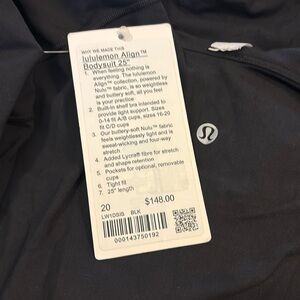 WHY WE MADE THIS
lululemon Align™
Bodysuit 25"
1. When feeling nothing is
everything. The lululemon
Align™ collection, powered by
Nulu™ fabric, is so weightless
and buttery soft, all you feel
is your practice
2. Built-in shelf bra intended to
provide light support. Sizes
0-14 fit A/B cups, sizes 16-20
fit C/D cups
3. Our buttery-soft Nulu™ fabric
feels weightlessly light and is
sweat-wicking and four-way
stretch
4. Added Lycra® fibre for stretch
and shape retention
5. Pockets for optional, removable
cups
6. Tight fit
7. 25" length
20 $148.00
LW1DSIS BLK
000143750192